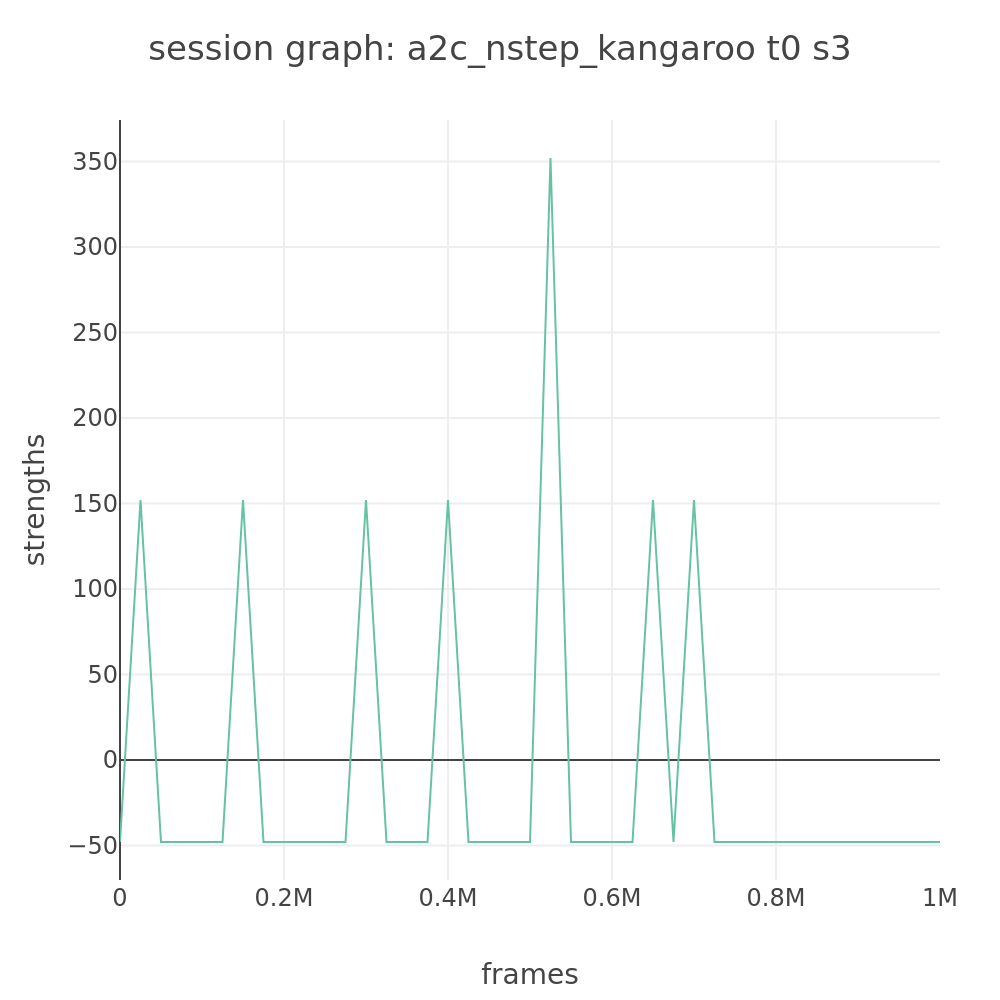 session graph: a2c_nstep_kangaroo t0 s3
350
300
250
200
150
100
50
0
−50
strengths
0
0.2M
0.4M
0.6M
0.8M
1M
frames